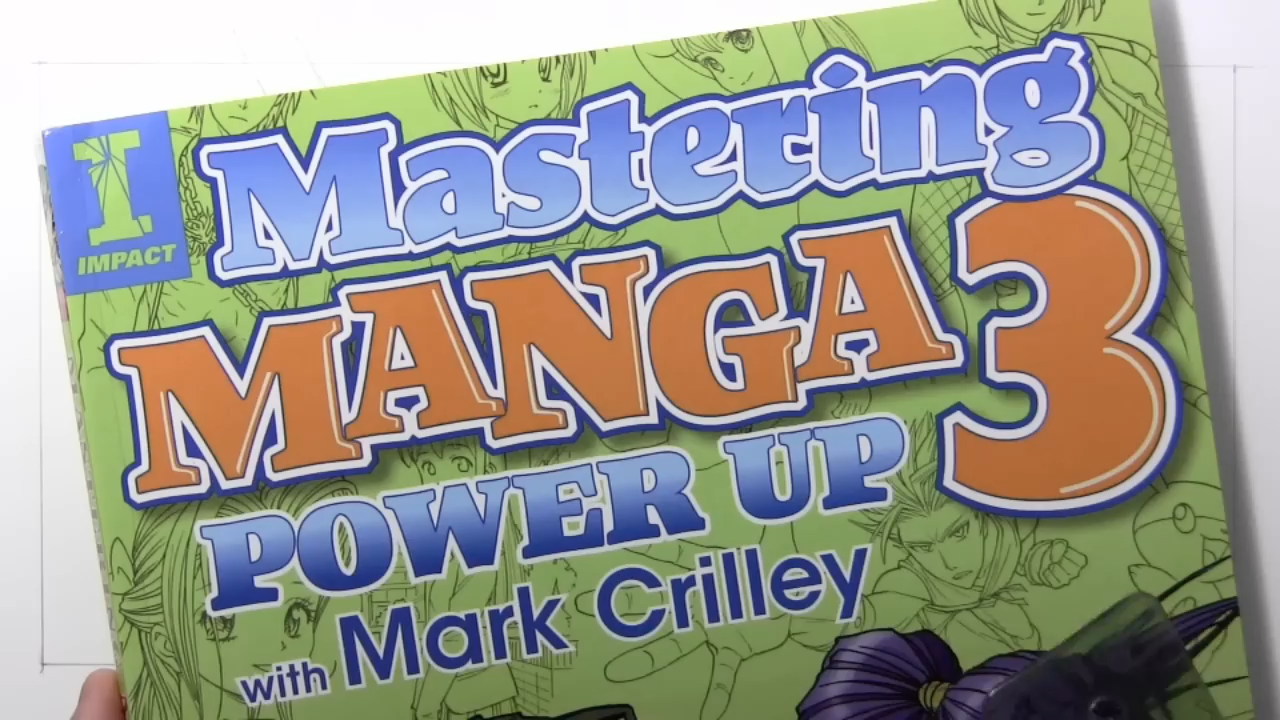 I
IMPACT
Mastering
MANGA 3
POWER UP
with Mark Crilley